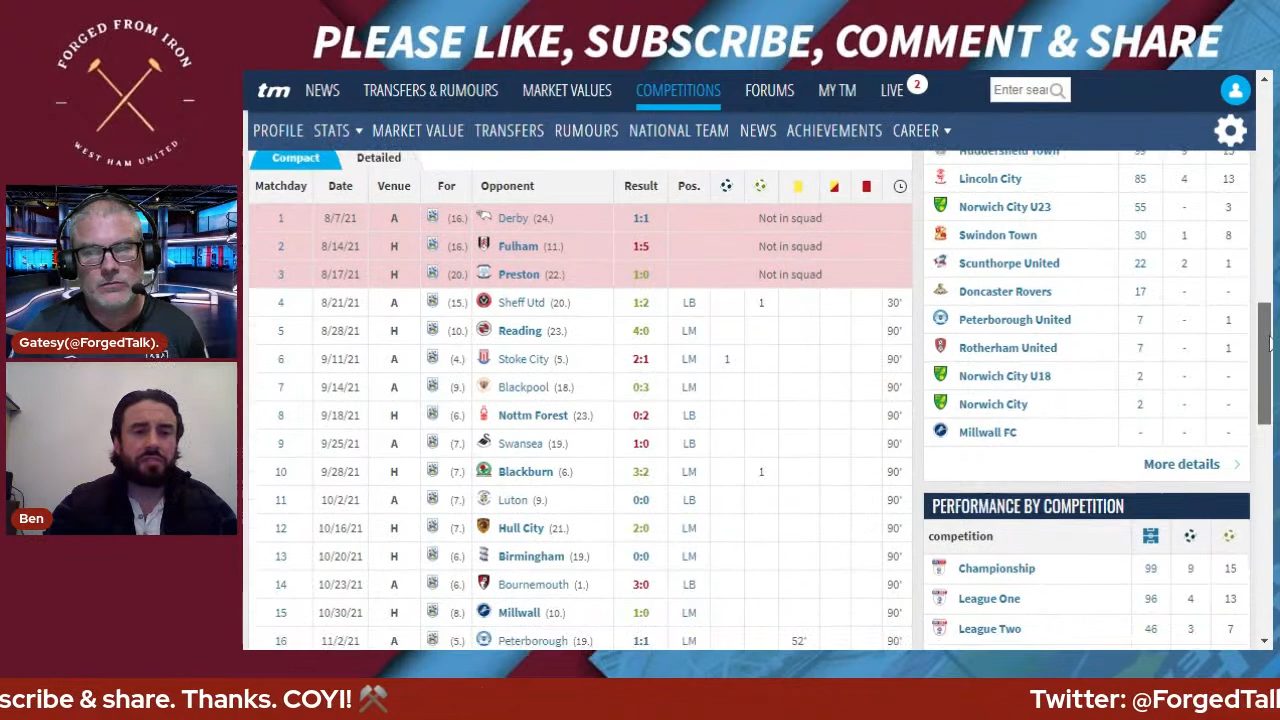 FORGED FROM IRON
WEST HAM UNITED
PLEASE LIKE, SUBSCRIBE, COMMENT & SHARE
tm NEWS TRANSFERS & RUMOURS MARKET VALUES COMPETITIONS FORUMS MY TM LIVE 2 Enter sear
PROFILE STATS MARKET VALUE TRANSFERS RUMOURS NATIONAL TEAM NEWS ACHIEVEMENTS CAREER
Compact Detailed
Matchday Date Venue For Opponent Result Pos.
1 8/7/21 A (16.) Derby (24.) 1:1 Not in squad
2 8/14/21 H (16.) Fulham (11.) 1:5 Not in squad
3 8/17/21 H (20.) Preston (22.) 1:0 Not in squad
4 8/21/21 A (15.) Sheff Utd (20.) 1:2 LB 1 30'
5 8/28/21 H (10.) Reading (23.) 4:0 LM 90'
6 9/11/21 A (4.) Stoke City (5.) 2:1 LM 1 90'
7 9/14/21 A (9.) Blackpool (18.) 0:3 LM 90'
8 9/18/21 H (6.) Nottm Forest (23.) 0:2 LB 90'
9 9/25/21 A (7.) Swansea (19.) 1:0 LB 90'
10 9/28/21 H (7.) Blackburn (6.) 3:2 LM 1 90'
11 10/2/21 A (7.) Luton (9.) 0:0 LB 90'
12 10/16/21 H (7.) Hull City (21.) 2:0 LM 90'
13 10/20/21 H (6.) Birmingham (19.) 0:0 LM 90'
14 10/23/21 A (6.) Bournemouth (1.) 3:0 LB 90'
15 10/30/21 H (8.) Millwall (10.) 1:0 LM 90'
16 11/2/21 A (5.) Peterborough (19.) 1:1 LM 52' 90'
Huddersfield Town
Lincoln City 85 4 13
Norwich City U23 55 - 3
Swindon Town 30 1 8
Scunthorpe United 22 2 1
Doncaster Rovers 17 - -
Peterborough United 7 - 1
Rotherham United 7 - 1
Norwich City U18 2 - -
Norwich City 2 - -
Millwall FC - - -
More details
PERFORMANCE BY COMPETITION
competition
Championship 99 9 15
League One 96 4 13
League Two 46 3 7
Gatesy(@ForgedTalk).
Ben
scribe & share. Thanks. COYI! ⚒ Twitter: @ForgedTalk